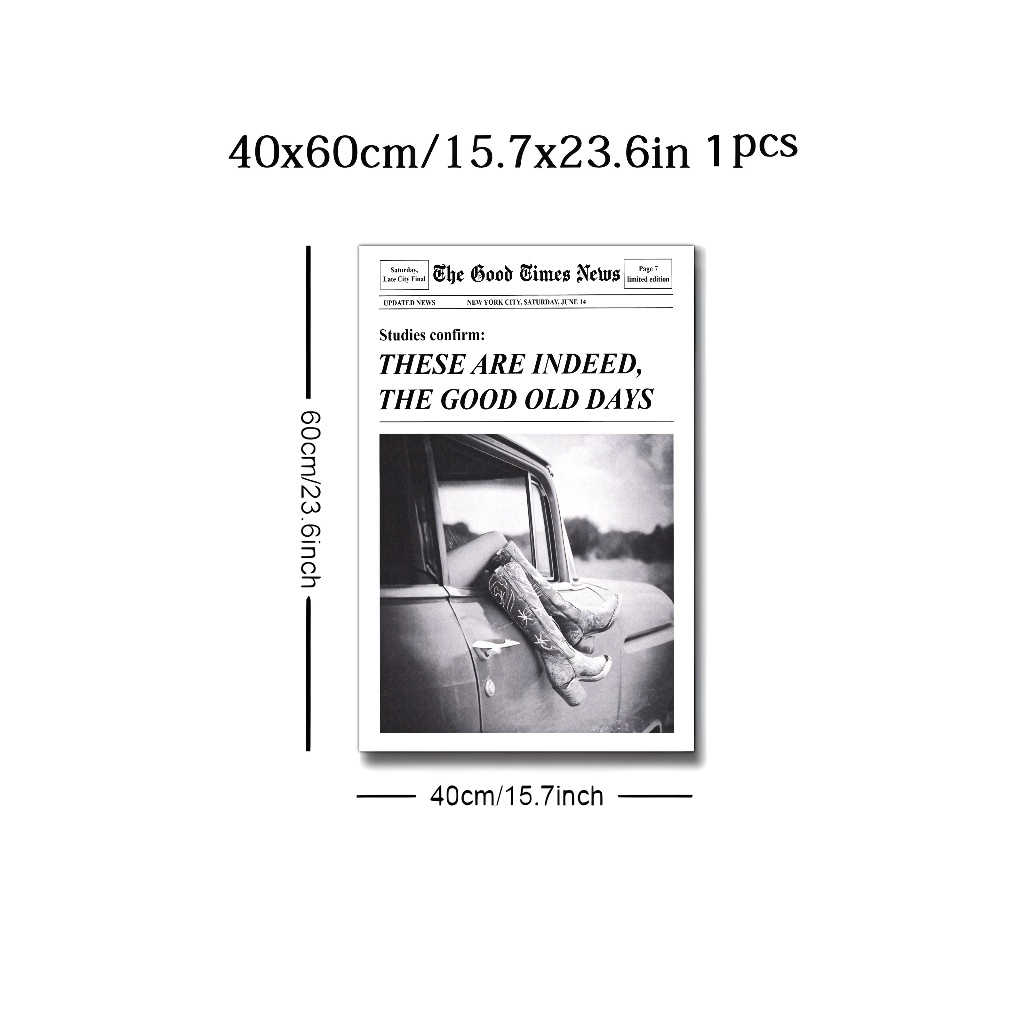 40x60cm/15.7x23.6in 1pcs
Saturday,
Late City Final
The Good Times News
Page 7
limited edition
UPDATED NEWS
NEW YORK CITY, SATURDAY, JUNE 14
Studies confirm:
THESE ARE INDEED,
THE GOOD OLD DAYS
60cm/23.6inch
40cm/15.7inch